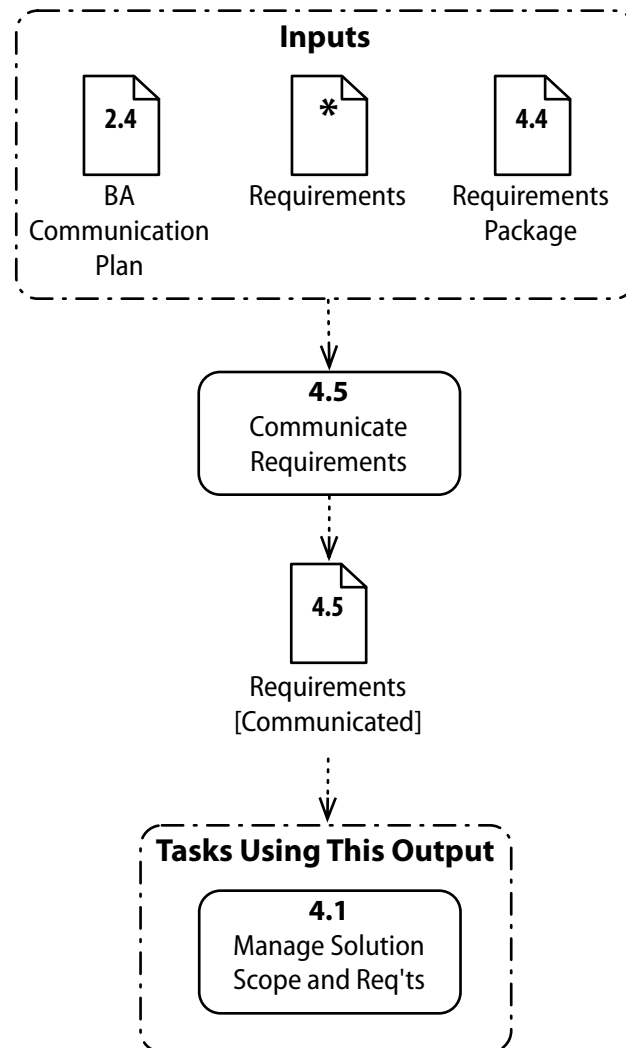 Inputs
2.4
BA
Communication
Plan
*
Requirements
4.4
Requirements
Package
4.5
Communicate
Requirements
4.5
Requirements
[Communicated]
Tasks Using This Output
4.1
Manage Solution
Scope and Req'ts